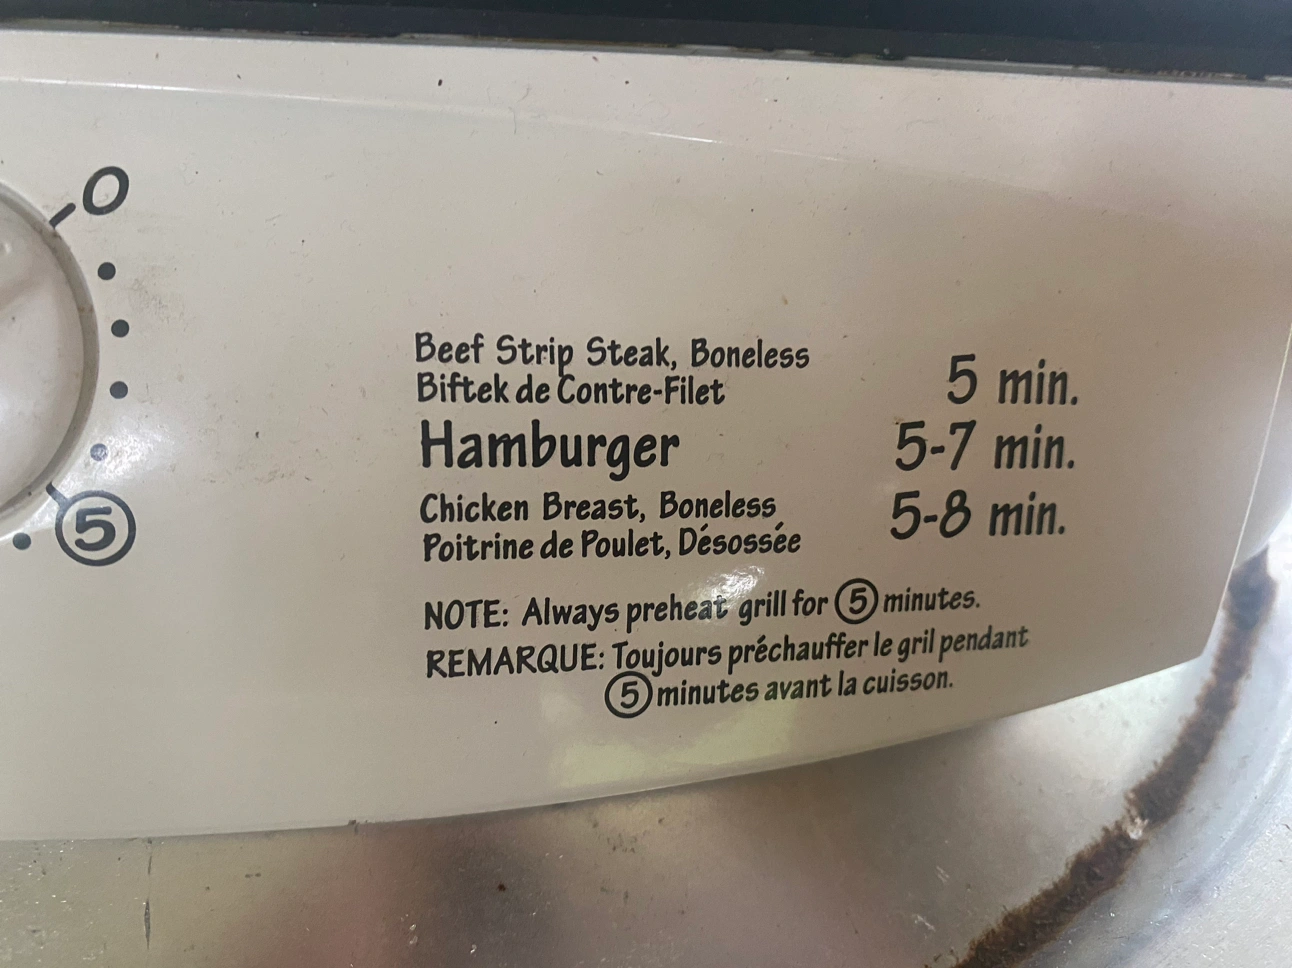 0
5
Beef Strip Steak, Boneless
Biftek de Contre-Filet
5 min.
Hamburger
5-7 min.
Chicken Breast, Boneless
Poitrine de Poulet, Désossée
5-8 min.
NOTE: Always preheat grill for 5 minutes.
REMARQUE: Toujours préchauffer le gril pendant
5 minutes avant la cuisson.